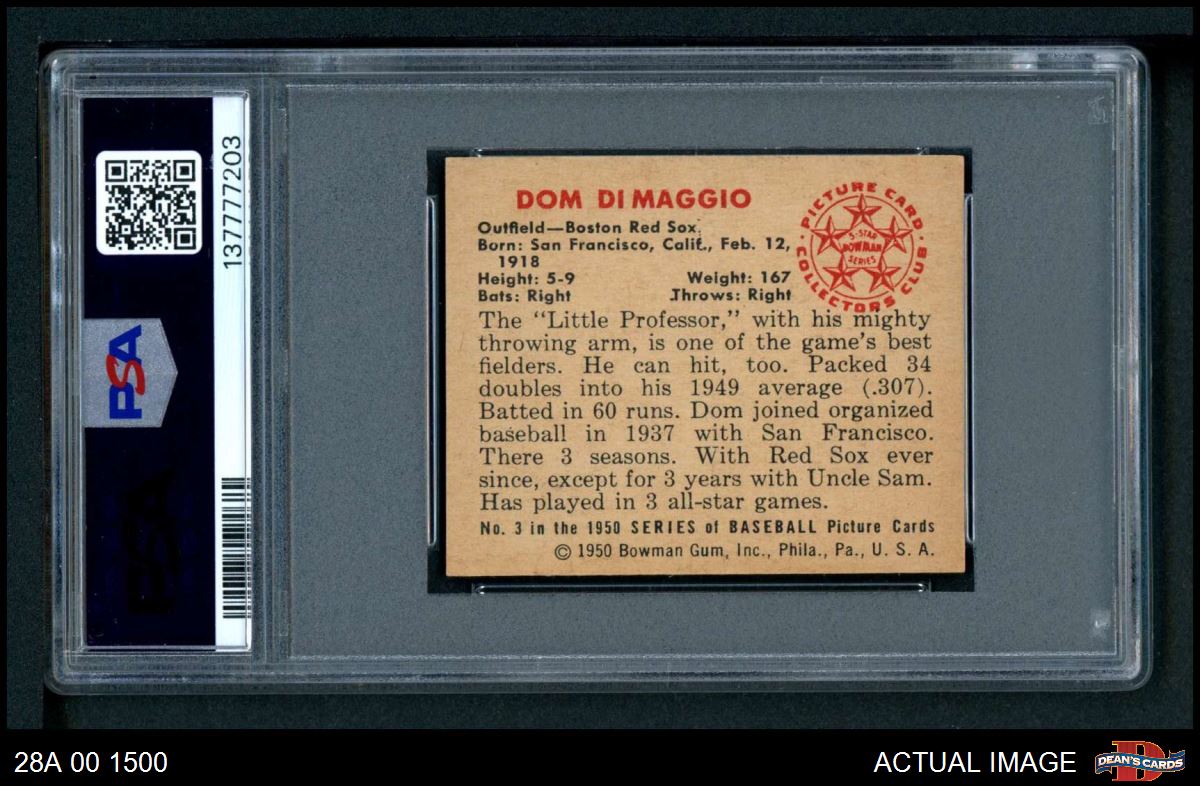 137777203
PSA
DOM DI MAGGIO
Outfield—Boston Red Sox.
Born: San Francisco, Calif., Feb. 12,
1918
Height: 5-9 Weight: 167
Bats: Right Throws: Right
PICTURE CARD
COLLECTORS CLUB
5-STAR
BOWMAN
SERIES
The "Little Professor," with his mighty
throwing arm, is one of the game's best
fielders. He can hit, too. Packed 34
doubles into his 1949 average (.307).
Batted in 60 runs. Dom joined organized
baseball in 1937 with San Francisco.
There 3 seasons. With Red Sox ever
since, except for 3 years with Uncle Sam.
Has played in 3 all-star games.
No. 3 in the 1950 SERIES of BASEBALL Picture Cards
© 1950 Bowman Gum, Inc., Phila., Pa., U. S. A.
PSA
28A 00 1500
ACTUAL IMAGE
D
DEAN'S CARDS